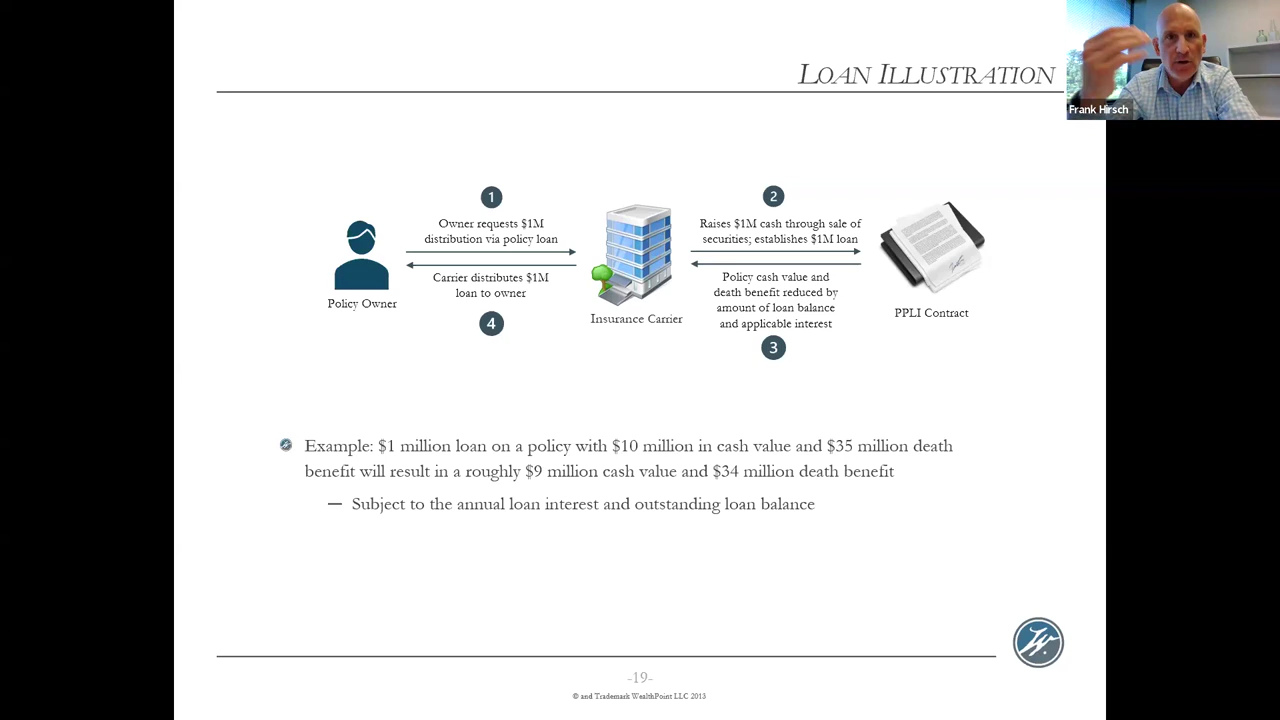 LOAN ILLUSTRATION
Frank Hirsch
1
Owner requests $1M
distribution via policy loan
Carrier distributes $1M
loan to owner
4
Policy Owner
Insurance Carrier
2
Raises $1M cash through sale of
securities; establishes $1M loan
Policy cash value and
death benefit reduced by
amount of loan balance
and applicable interest
3
PPLI Contract
Example: $1 million loan on a policy with $10 million in cash value and $35 million death
benefit will result in a roughly $9 million cash value and $34 million death benefit
— Subject to the annual loan interest and outstanding loan balance
-19-
© and Trademark WealthPoint LLC 2013